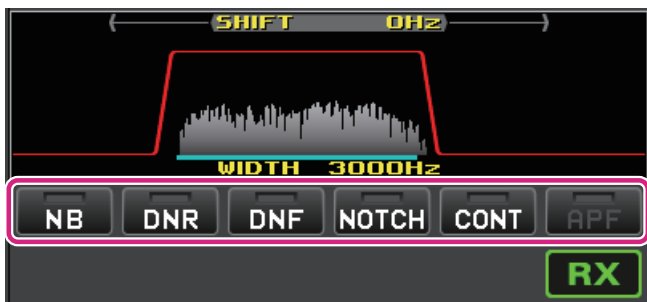 SHIFT 0Hz
WIDTH 3000Hz
NB DNR DNF NOTCH CONT APF
RX